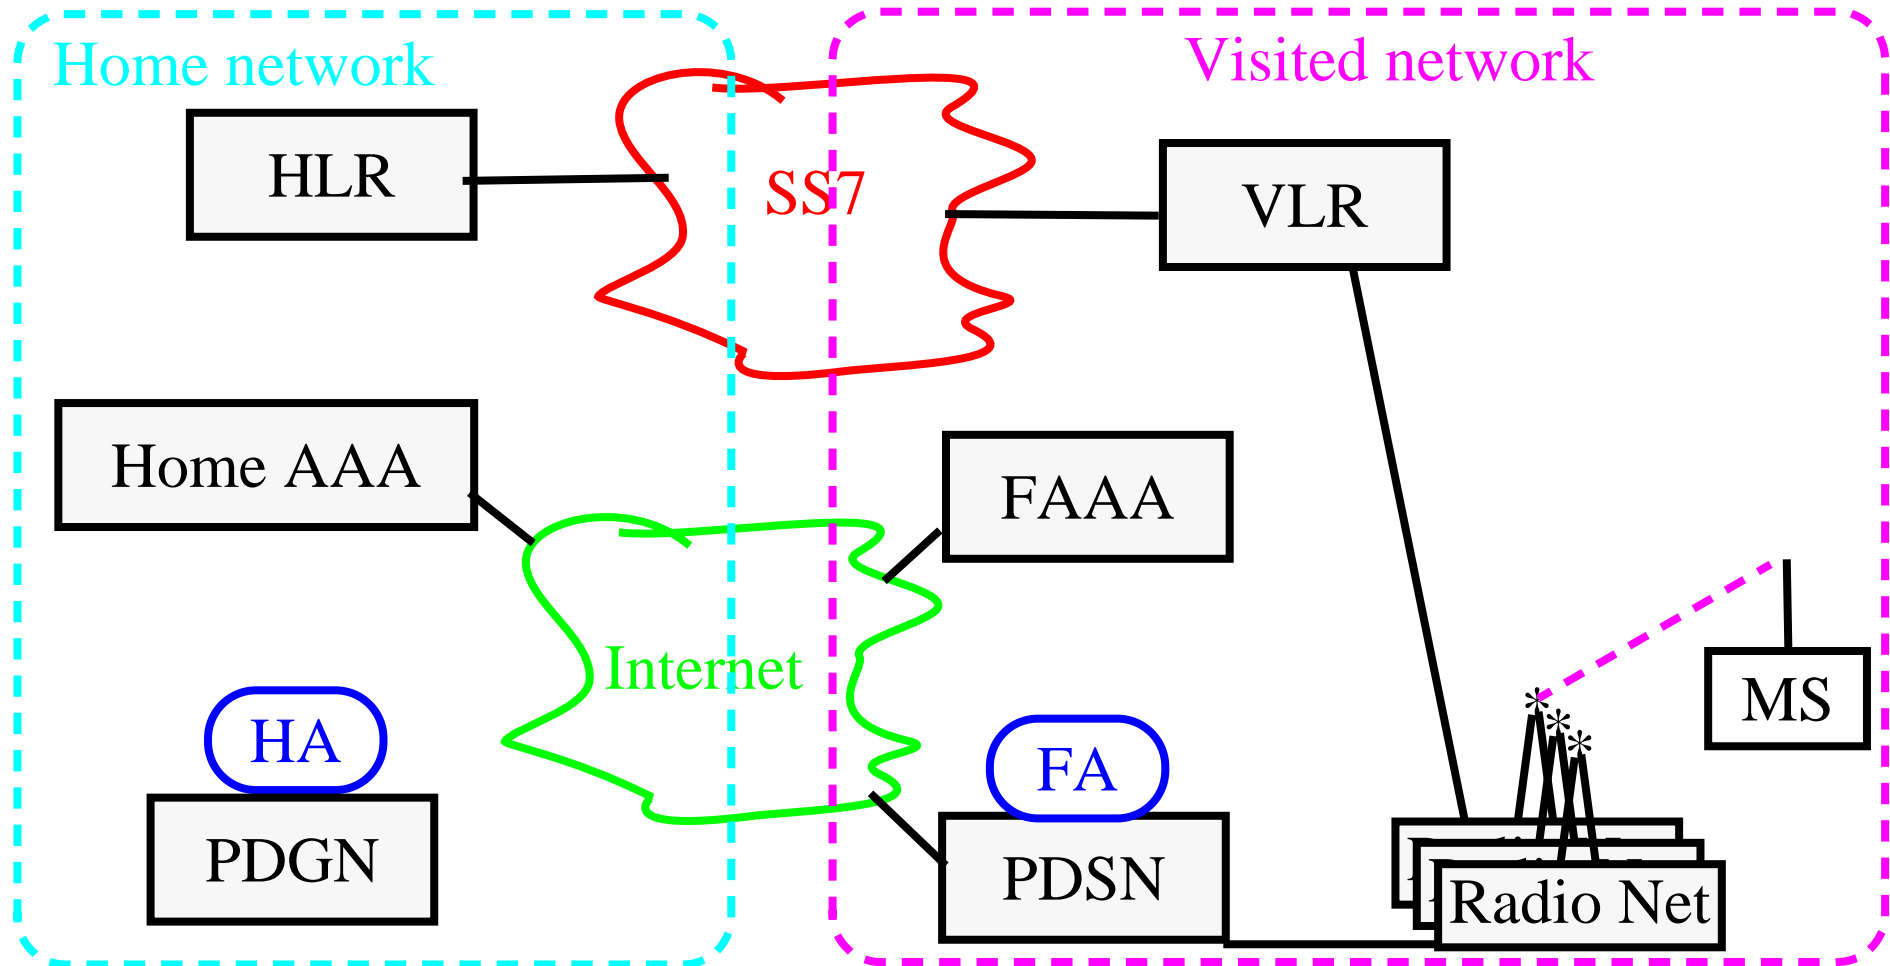 Home network
Visited network
HLR
SS7
VLR
Home AAA
FAAA
Internet
MS
HA
FA
PDGN
PDSN
Radio Net
*
*
*